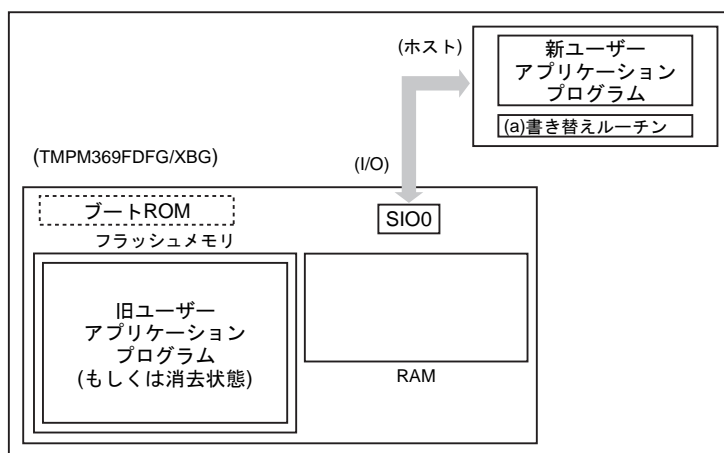 (ホスト)
新ユーザー
アプリケーション
プログラム
(a)書き替えルーチン
(TMPM369FDFG/XBG)
(I/O)
ブートROM
SIO0
フラッシュメモリ
旧ユーザー
アプリケーション
プログラム
(もしくは消去状態)
RAM